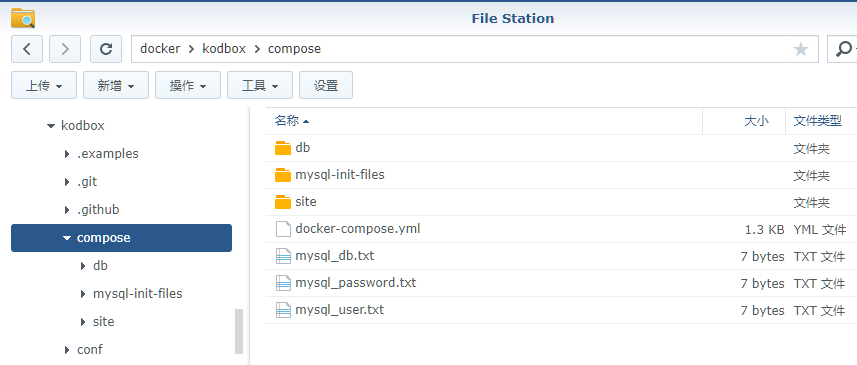 File Station
docker > kodbox > compose
上传 新增 操作 工具 设置
kodbox
.examples
.git
.github
compose
db
mysql-init-files
site
conf
名称 大小 文件类型
db 文件夹
mysql-init-files 文件夹
site 文件夹
docker-compose.yml 1.3 KB YML 文件
mysql_db.txt 7 bytes TXT 文件
mysql_password.txt 7 bytes TXT 文件
mysql_user.txt 7 bytes TXT 文件